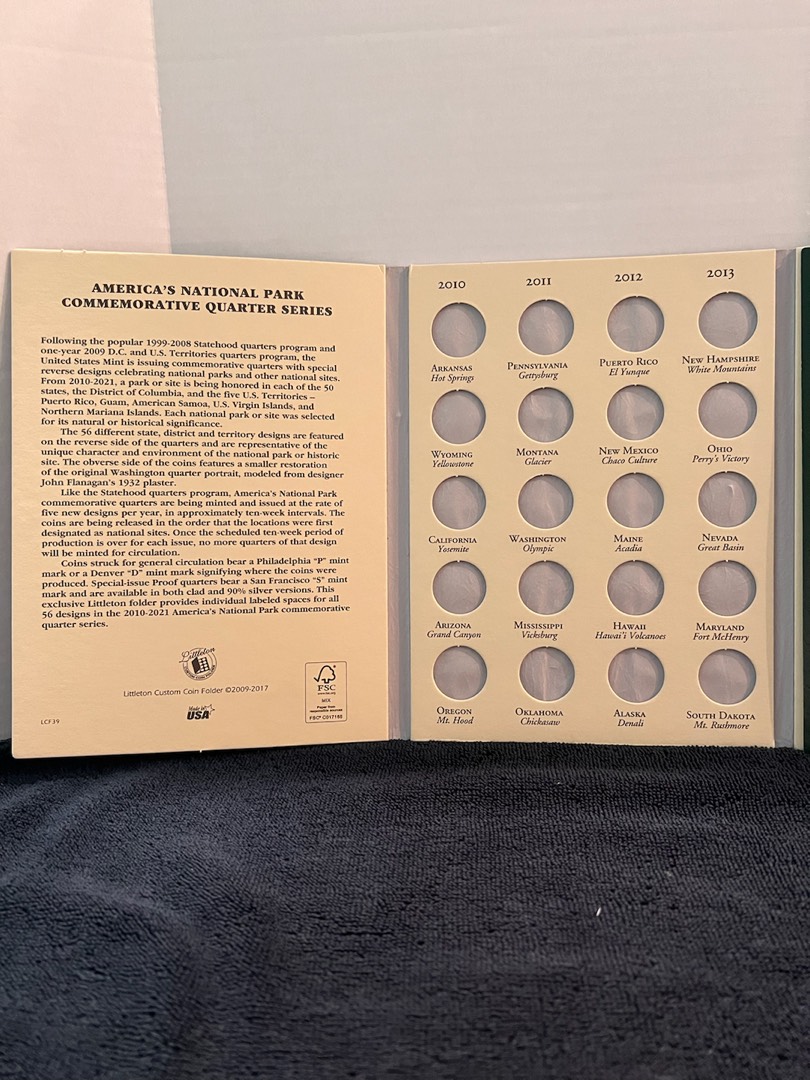 AMERICA'S NATIONAL PARK
COMMEMORATIVE QUARTER SERIES
Following the popular 1999-2008 Statehood quarters program and
one-year 2009 D.C. and U.S. Territories quarters program, the
United States Mint is issuing commemorative quarters with special
reverse designs celebrating national parks and other national sites.
From 2010-2021, a park or site is being honored in each of the 50
states, the District of Columbia, and the five U.S. Territories –
Puerto Rico, Guam, American Samoa, U.S. Virgin Islands, and
Northern Mariana Islands. Each national park or site was selected
for its natural or historical significance.
The 56 different state, district and territory designs are featured
on the reverse side of the quarters and are representative of the
unique character and environment of the national park or historic
site. The obverse side of the coins features a smaller restoration
of the original Washington quarter portrait, modeled from designer
John Flanagan's 1932 plaster.
Like the Statehood quarters program, America's National Park
commemorative quarters are being minted and issued at the rate of
five new designs per year, in approximately ten-week intervals. The
coins are being released in the order that the locations were first
designated as national sites. Once the scheduled ten-week period of
production is over for each issue, no more quarters of that design
will be minted for circulation.
Coins struck for general circulation bear a Philadelphia "P" mint
mark or a Denver "D" mint mark signifying where the coins were
produced. Special-issue Proof quarters bear a San Francisco "S" mint
mark and are available in both clad and 90% silver versions. This
exclusive Littleton folder provides individual labeled spaces for all
56 designs in the 2010-2021 America's National Park commemorative
quarter series.
Littleton
Littleton Custom Coin Folder ©2009-2017
Made in
USA
LCF39
FSC
www.fsc.org
MIX
Paper from
responsible sources
FSC® C017168
2010 2011 2012 2013
ARKANSAS PENNSYLVANIA PUERTO RICO NEW HAMPSHIRE
Hot Springs Gettysburg El Yunque White Mountains
WYOMING MONTANA NEW MEXICO OHIO
Yellowstone Glacier Chaco Culture Perry's Victory
CALIFORNIA WASHINGTON MAINE NEVADA
Yosemite Olympic Acadia Great Basin
ARIZONA MISSISSIPPI HAWAII MARYLAND
Grand Canyon Vicksburg Hawai'i Volcanoes Fort McHenry
OREGON OKLAHOMA ALASKA SOUTH DAKOTA
Mt. Hood Chickasaw Denali Mt. Rushmore